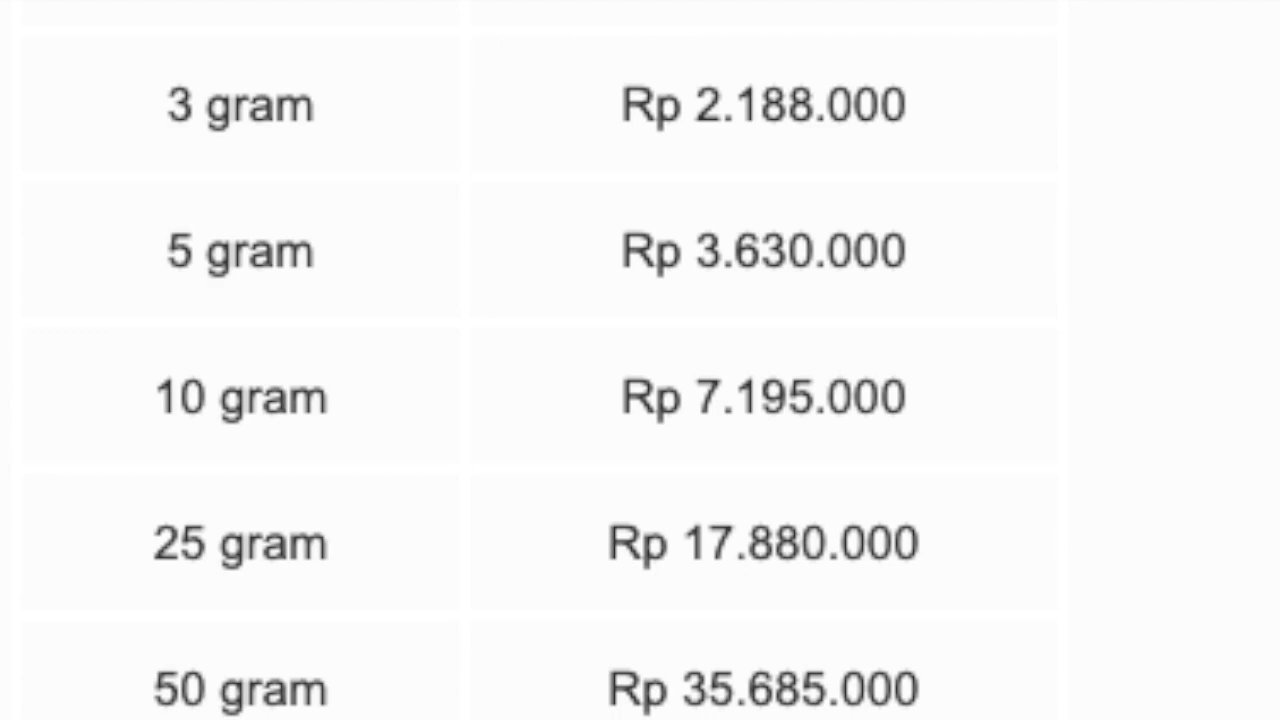 3 gram Rp 2.188.000
5 gram Rp 3.630.000
10 gram Rp 7.195.000
25 gram Rp 17.880.000
50 gram Rp 35.685.000